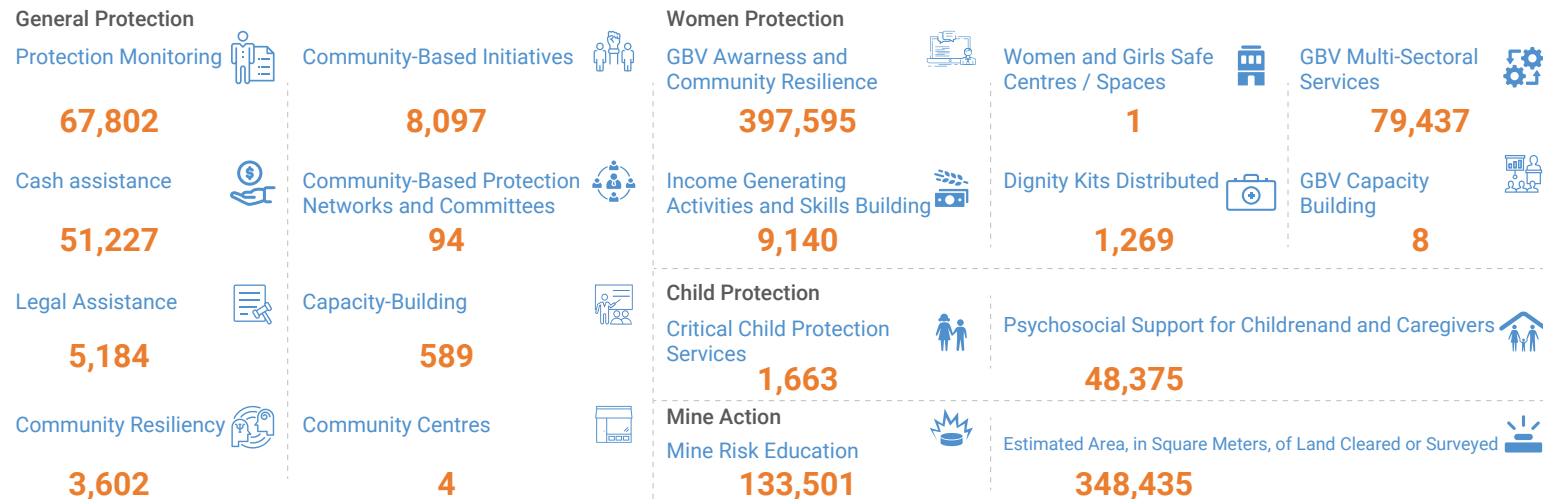 General Protection
Protection Monitoring
67,802
Community-Based Initiatives
8,097
Cash assistance
51,227
Community-Based Protection
Networks and Committees
94
Legal Assistance
5,184
Capacity-Building
589
Community Resiliency
3,602
Community Centres
4
Women Protection
GBV Awarness and
Community Resilience
397,595
Women and Girls Safe
Centres / Spaces
1
GBV Multi-Sectoral
Services
79,437
Income Generating
Activities and Skills Building
9,140
Dignity Kits Distributed
1,269
GBV Capacity
Building
8
Child Protection
Critical Child Protection
Services
1,663
Psychosocial Support for Childrenand and Caregivers
48,375
Mine Action
Mine Risk Education
133,501
Estimated Area, in Square Meters, of Land Cleared or Surveyed
348,435